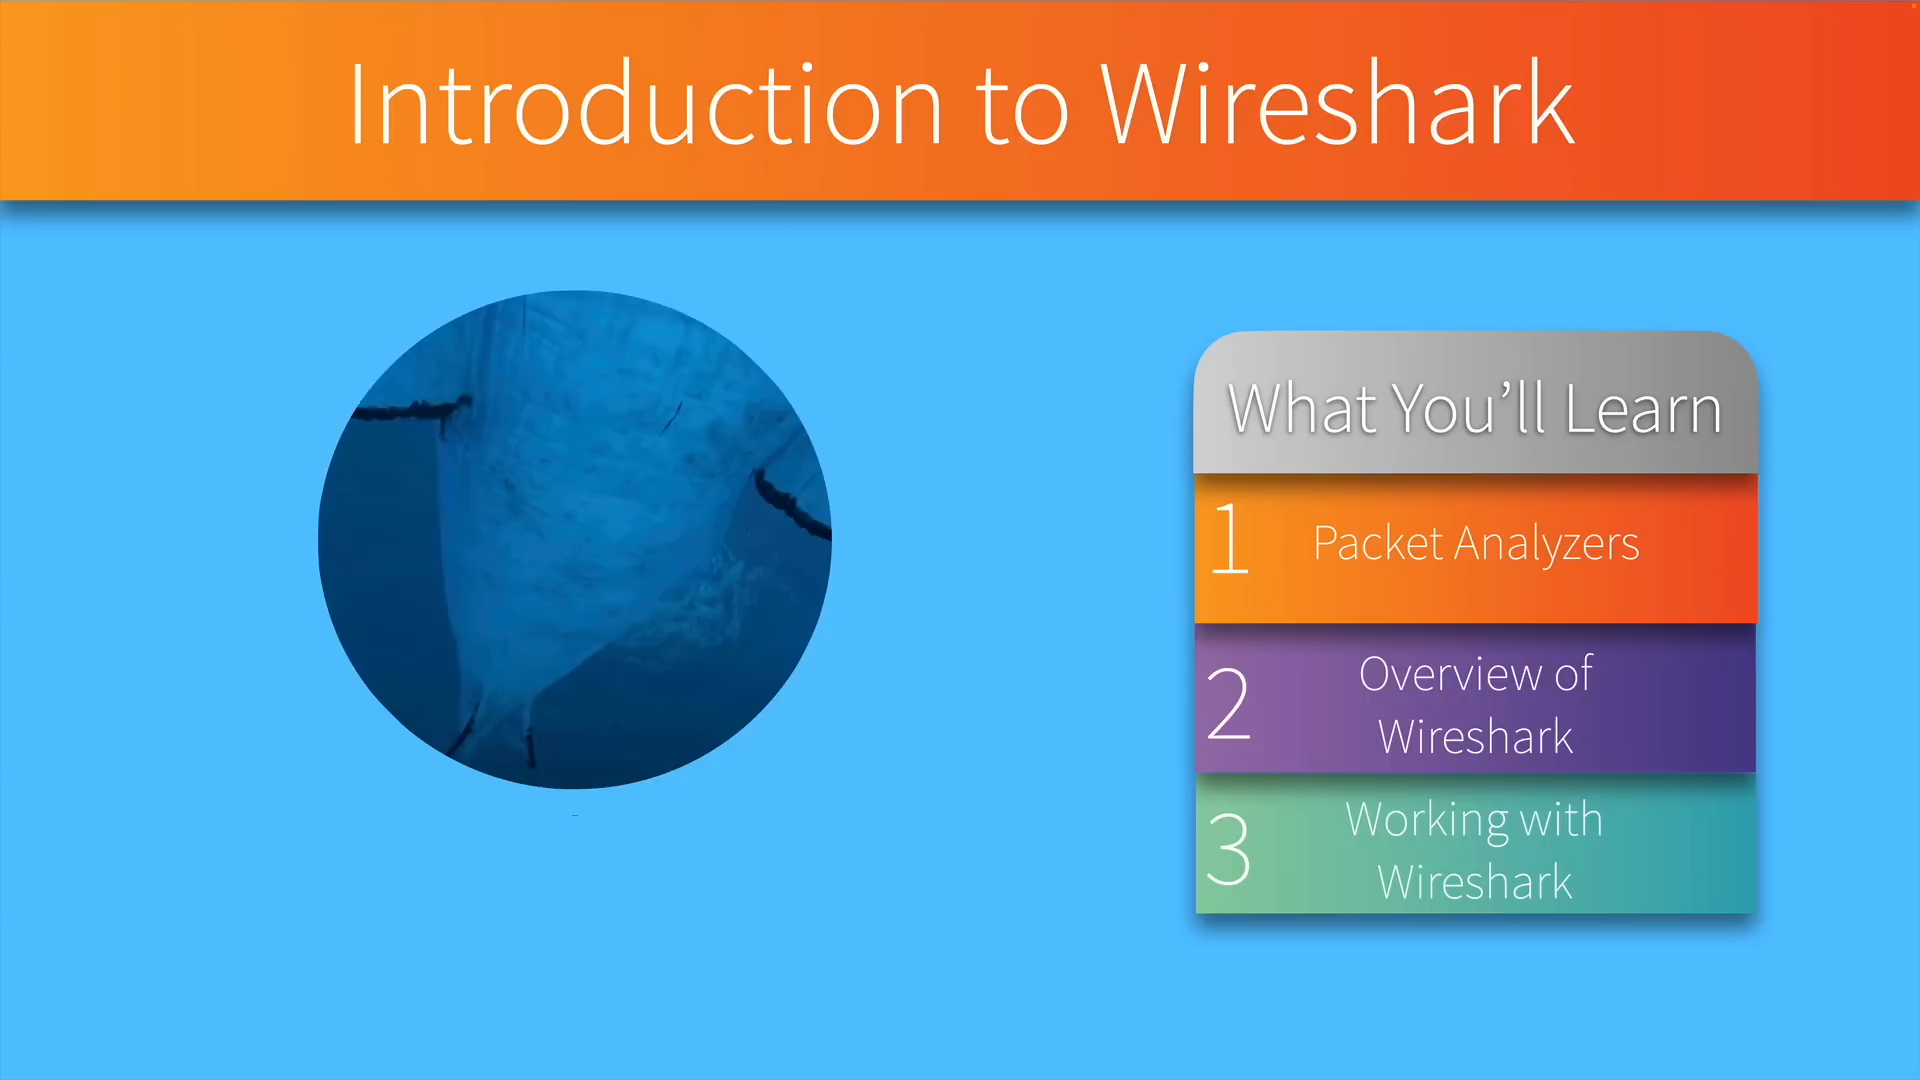 Introduction to Wireshark
What You’ll Learn
1 Packet Analyzers
2 Overview of
Wireshark
3 Working with
Wireshark